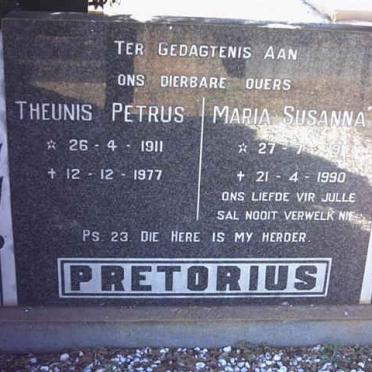 TER GEDAGTENIS AAN
ONS DIERBARE OUERS
THEUNIS PETRUS
☆ 26 - 4 - 1911
✝ 12 - 12 - 1977
MARIA SUSANNA
☆ 27 - 7 -
✝ 21 - 4 - 1990
ONS LIEFDE VIR JULLE
SAL NOOIT VERWELK NIE
PS. 23. DIE HERE IS MY HERDER.
PRETORIUS